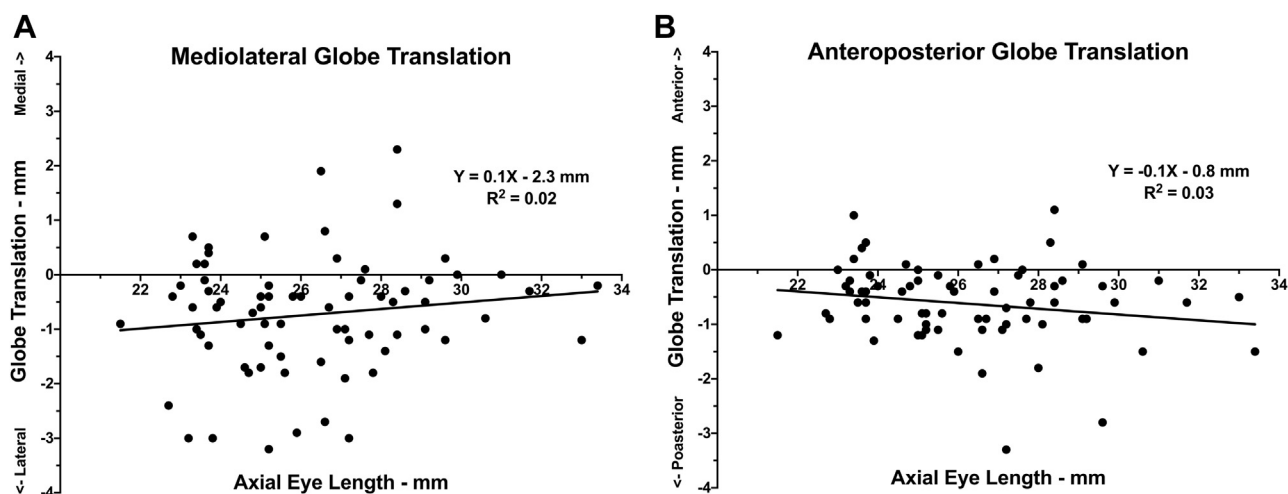 A
Mediolateral Globe Translation
Medial ->
Globe Translation - mm
<- Lateral
4
3
2
1
0
-1
-2
-3
-4
22 24 26 28 30 32 34
Y = 0.1X - 2.3 mm
R² = 0.02
Axial Eye Length - mm
B
Anteroposterior Globe Translation
Anterior ->
Globe Translation - mm
<- Poasterior
4
3
2
1
0
-1
-2
-3
-4
22 24 26 28 30 32 34
Y = -0.1X - 0.8 mm
R² = 0.03
Axial Eye Length - mm